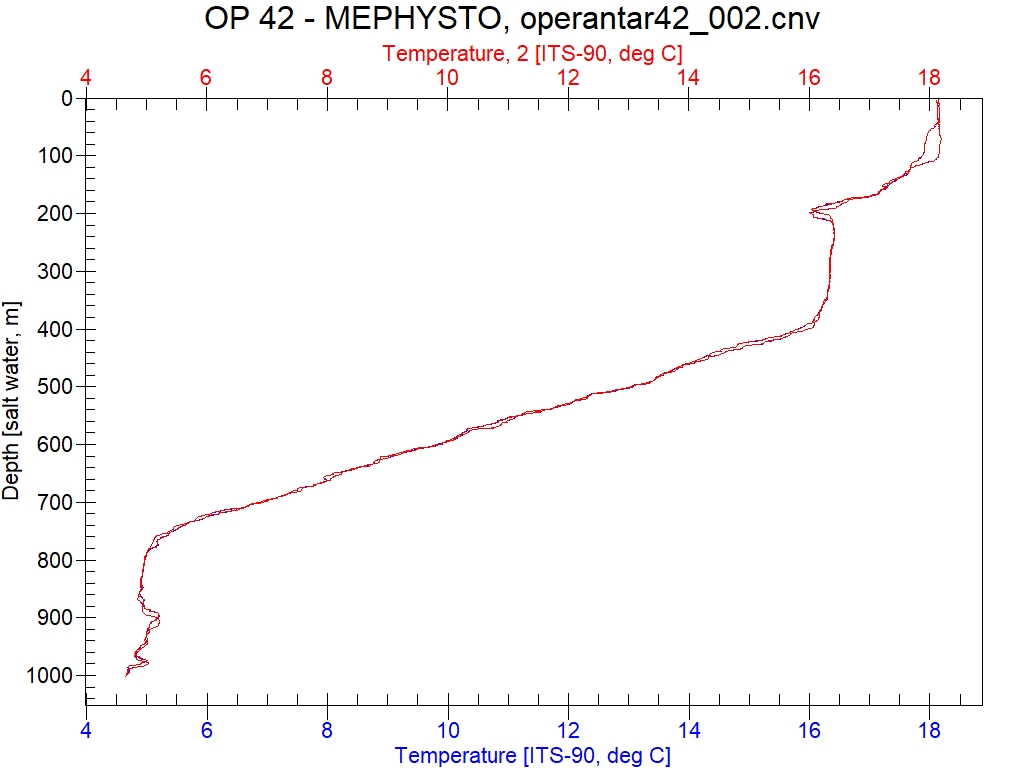 OP 42 - MEPHYSTO, operantar42_002.cnv
Temperature, 2 [ITS-90, deg C]
4 6 8 10 12 14 16 18
0
100
200
300
400
500
600
700
800
900
1000
Depth [salt water, m]
4 6 8 10 12 14 16 18
Temperature [ITS-90, deg C]